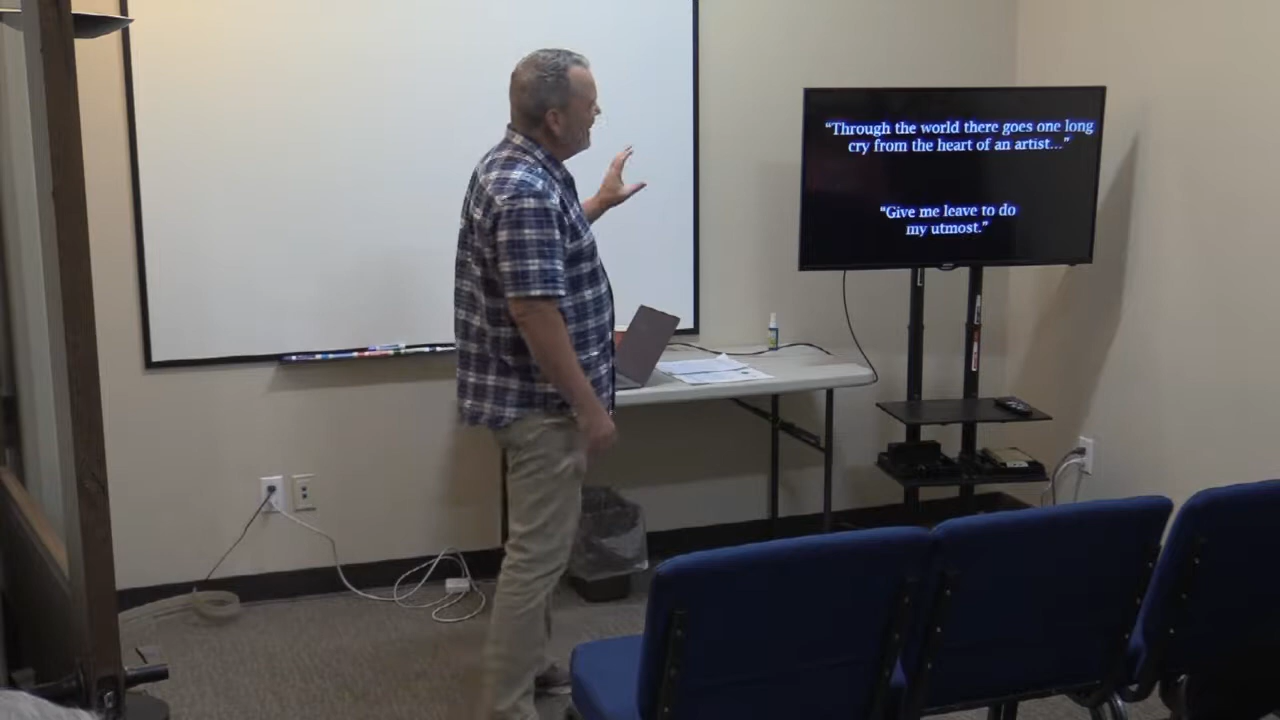 “Through the world there goes one long
cry from the heart of an artist...”
“Give me leave to do
my utmost.”